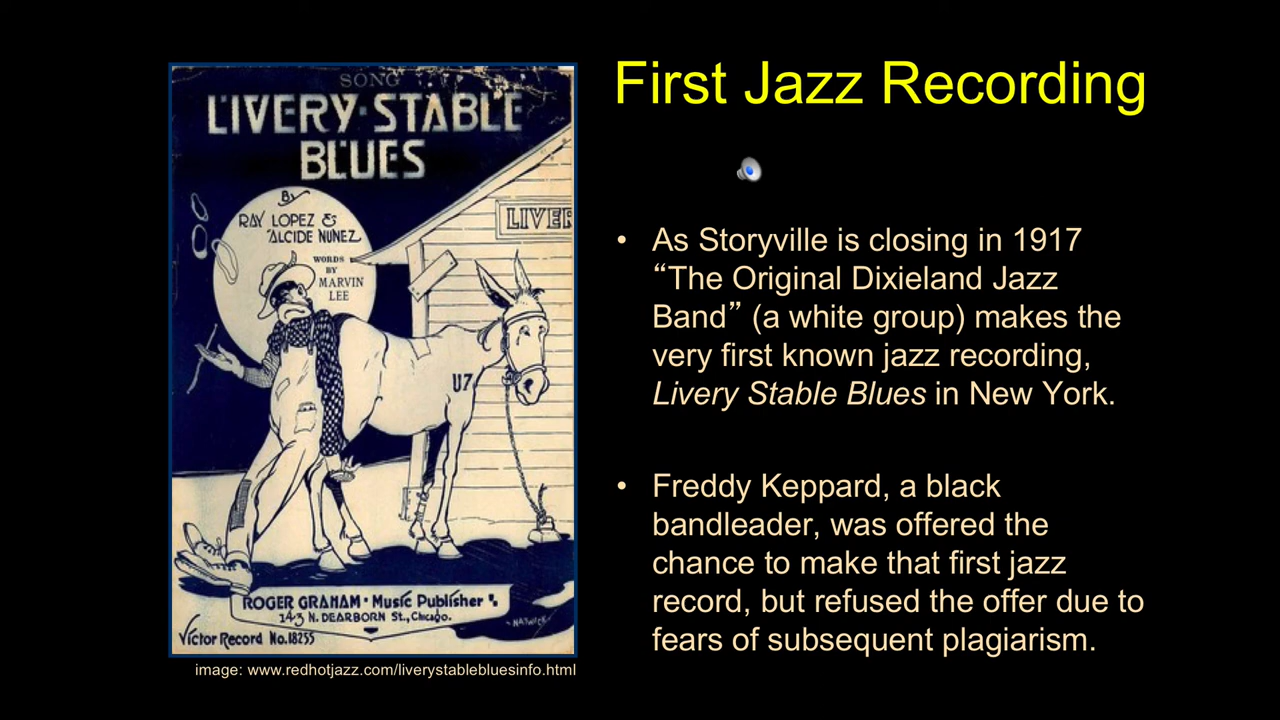 First Jazz Recording
SONG
LIVERY-STABLE
BLUES
By
RAY LOPEZ &
ALCIDE NUNEZ
WORDS
BY
MARVIN
LEE
LIVER
U7
ROGER GRAHAM • Music Publisher
143 N. DEARBORN St., Chicago.
Victor Record No. 18255
NATWICK
image: www.redhotjazz.com/liverystablebluesinfo.html
• As Storyville is closing in 1917
“The Original Dixieland Jazz
Band” (a white group) makes the
very first known jazz recording,
Livery Stable Blues in New York.
• Freddy Keppard, a black
bandleader, was offered the
chance to make that first jazz
record, but refused the offer due to
fears of subsequent plagiarism.